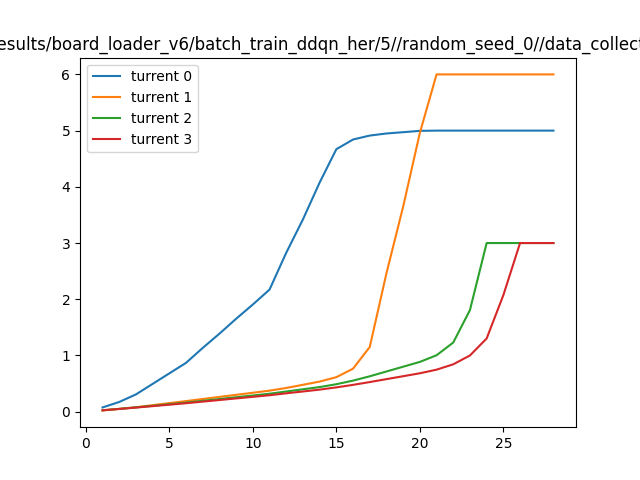 esults/board_loader_v6/batch_train_ddqn_her/5//random_seed_0//data_collect
turrent 0
turrent 1
turrent 2
turrent 3
6
5
4
3
2
1
0
0 5 10 15 20 25